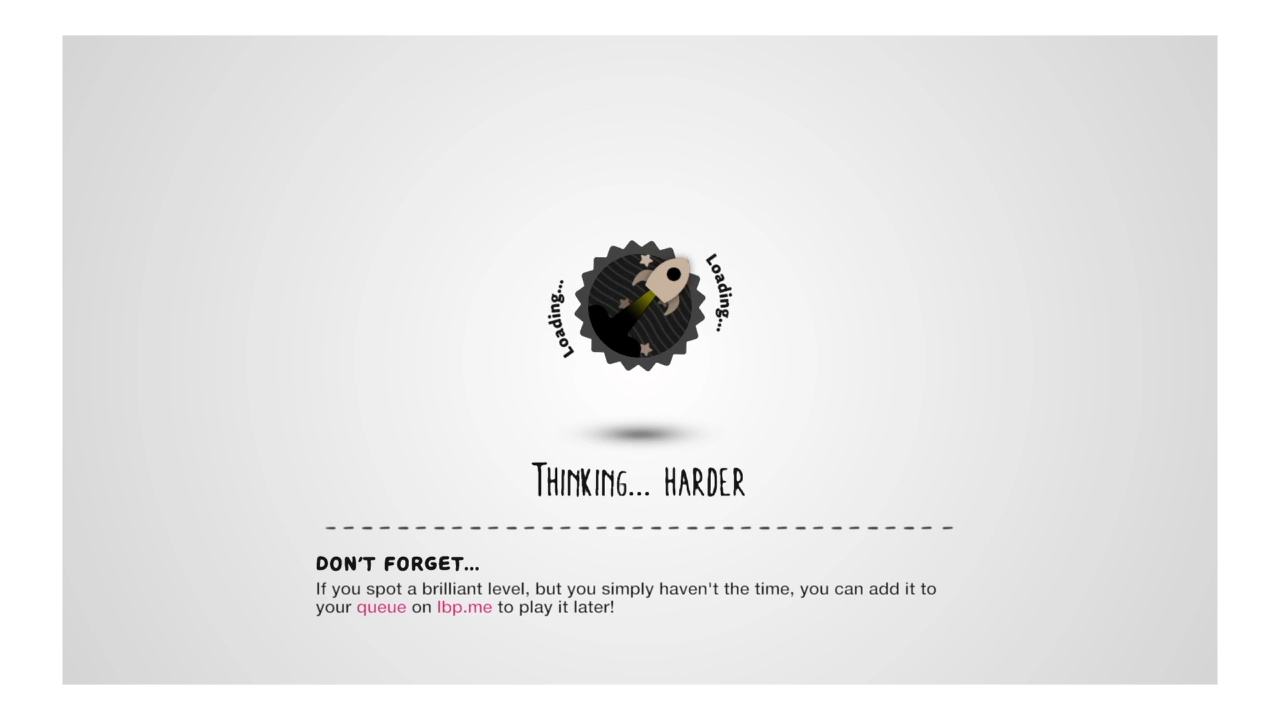 Loading...
Loading...
THINKING... HARDER
DON'T FORGET...
If you spot a brilliant level, but you simply haven't the time, you can add it to
your queue on lbp.me to play it later!